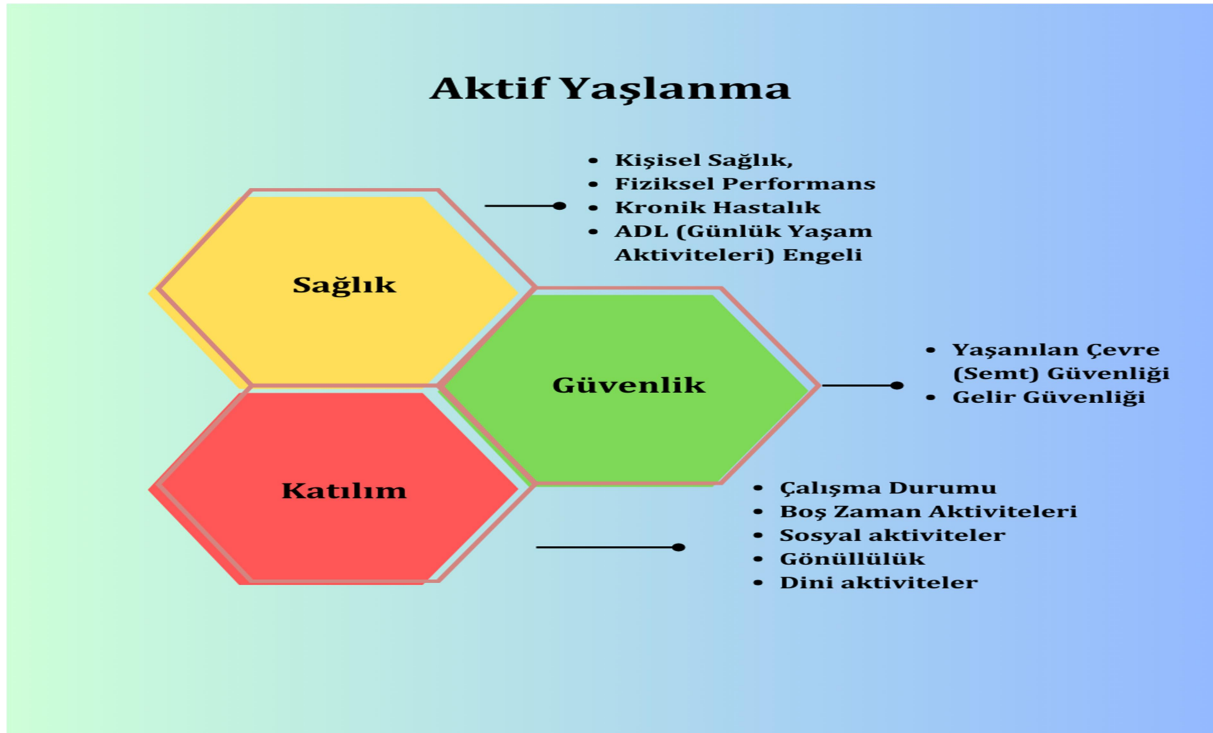 Aktif Yaşlanma
• Kişisel Sağlık,
• Fiziksel Performans
• Kronik Hastalık
• ADL (Günlük Yaşam
Aktiviteleri) Engeli
Sağlık
Güvenlik
• Yaşanılan Çevre
(Semt) Güvenliği
• Gelir Güvenliği
Katılım
• Çalışma Durumu
• Boş Zaman Aktiviteleri
• Sosyal aktiviteler
• Gönüllülük
• Dini aktiviteler